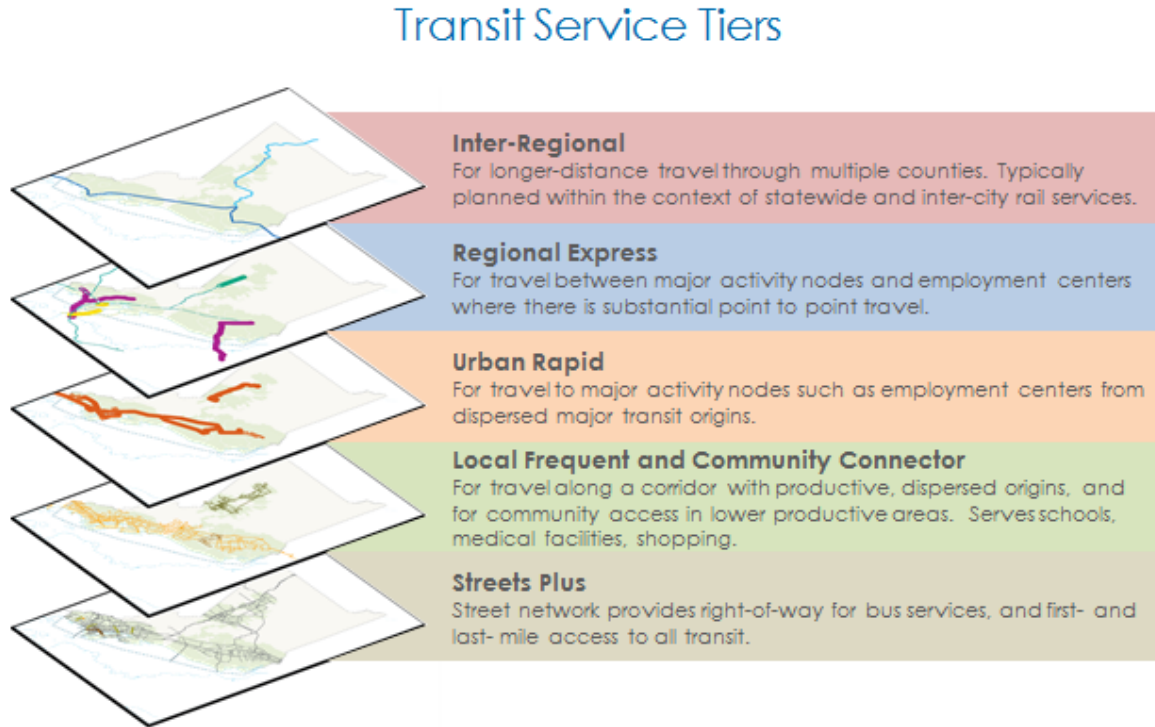 Transit Service Tiers
Inter-Regional
For longer-distance travel through multiple counties. Typically
planned within the context of statewide and inter-city rail services.
Regional Express
For travel between major activity nodes and employment centers
where there is substantial point to point travel.
Urban Rapid
For travel to major activity nodes such as employment centers from
dispersed major transit origins.
Local Frequent and Community Connector
For travel along a corridor with productive, dispersed origins, and
for community access in lower productive areas. Serves schools,
medical facilities, shopping.
Streets Plus
Street network provides right-of-way for bus services, and first- and
last- mile access to all transit.